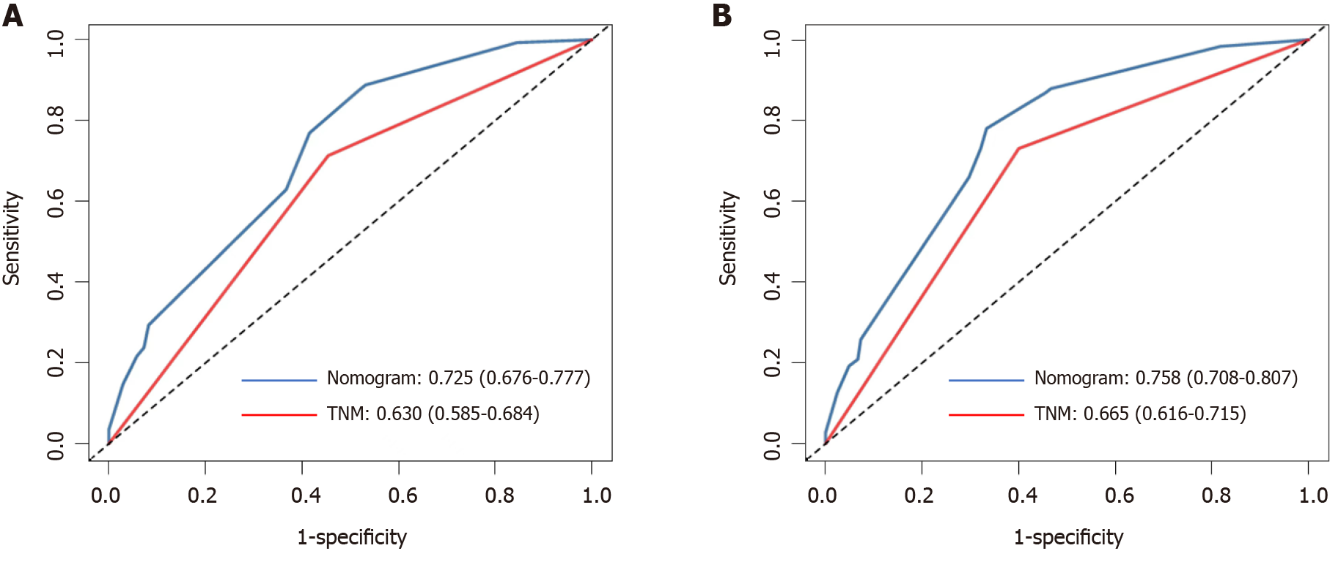 A
Sensitivity
1.0
0.8
0.6
0.4
0.2
0.0
Nomogram: 0.725 (0.676-0.777)
TNM: 0.630 (0.585-0.684)
0.0 0.2 0.4 0.6 0.8 1.0
1-specificity
B
Sensitivity
1.0
0.8
0.6
0.4
0.2
0.0
Nomogram: 0.758 (0.708-0.807)
TNM: 0.665 (0.616-0.715)
0.0 0.2 0.4 0.6 0.8 1.0
1-specificity